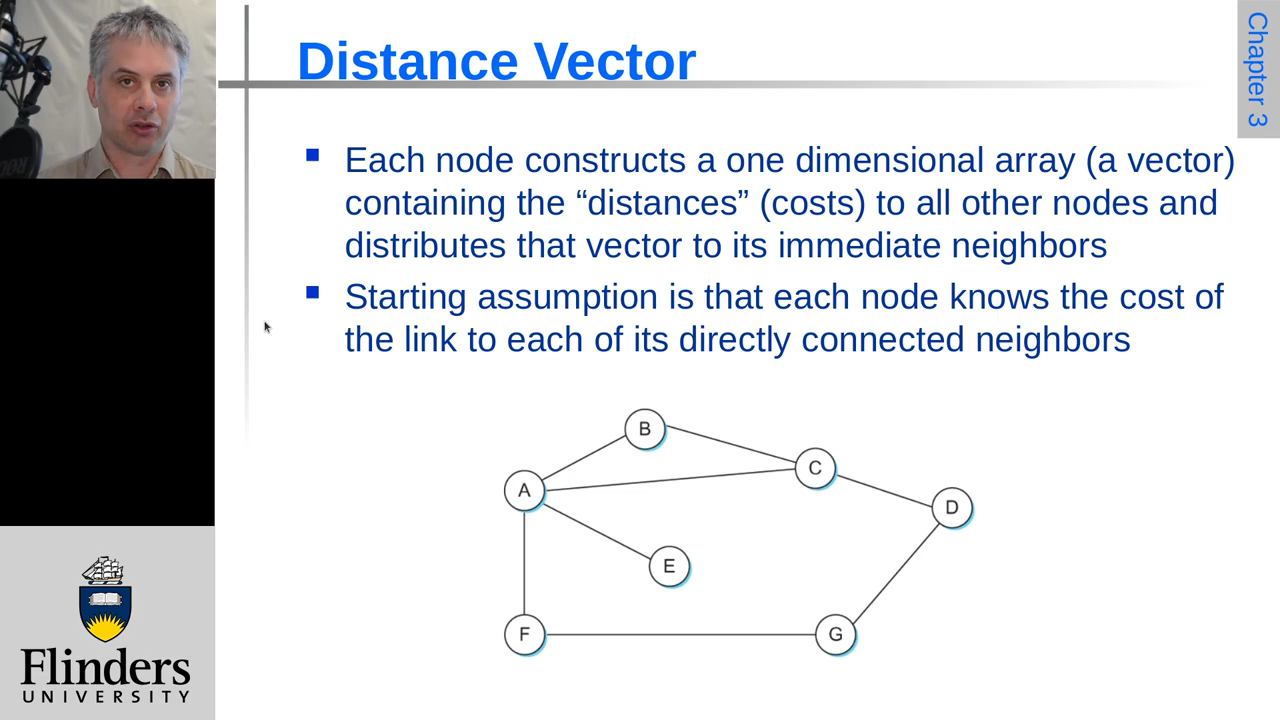 Distance Vector
Chapter 3
Each node constructs a one dimensional array (a vector)
containing the “distances” (costs) to all other nodes and
distributes that vector to its immediate neighbors
Starting assumption is that each node knows the cost of
the link to each of its directly connected neighbors
B
C
A
D
E
F
G
Flinders
UNIVERSITY